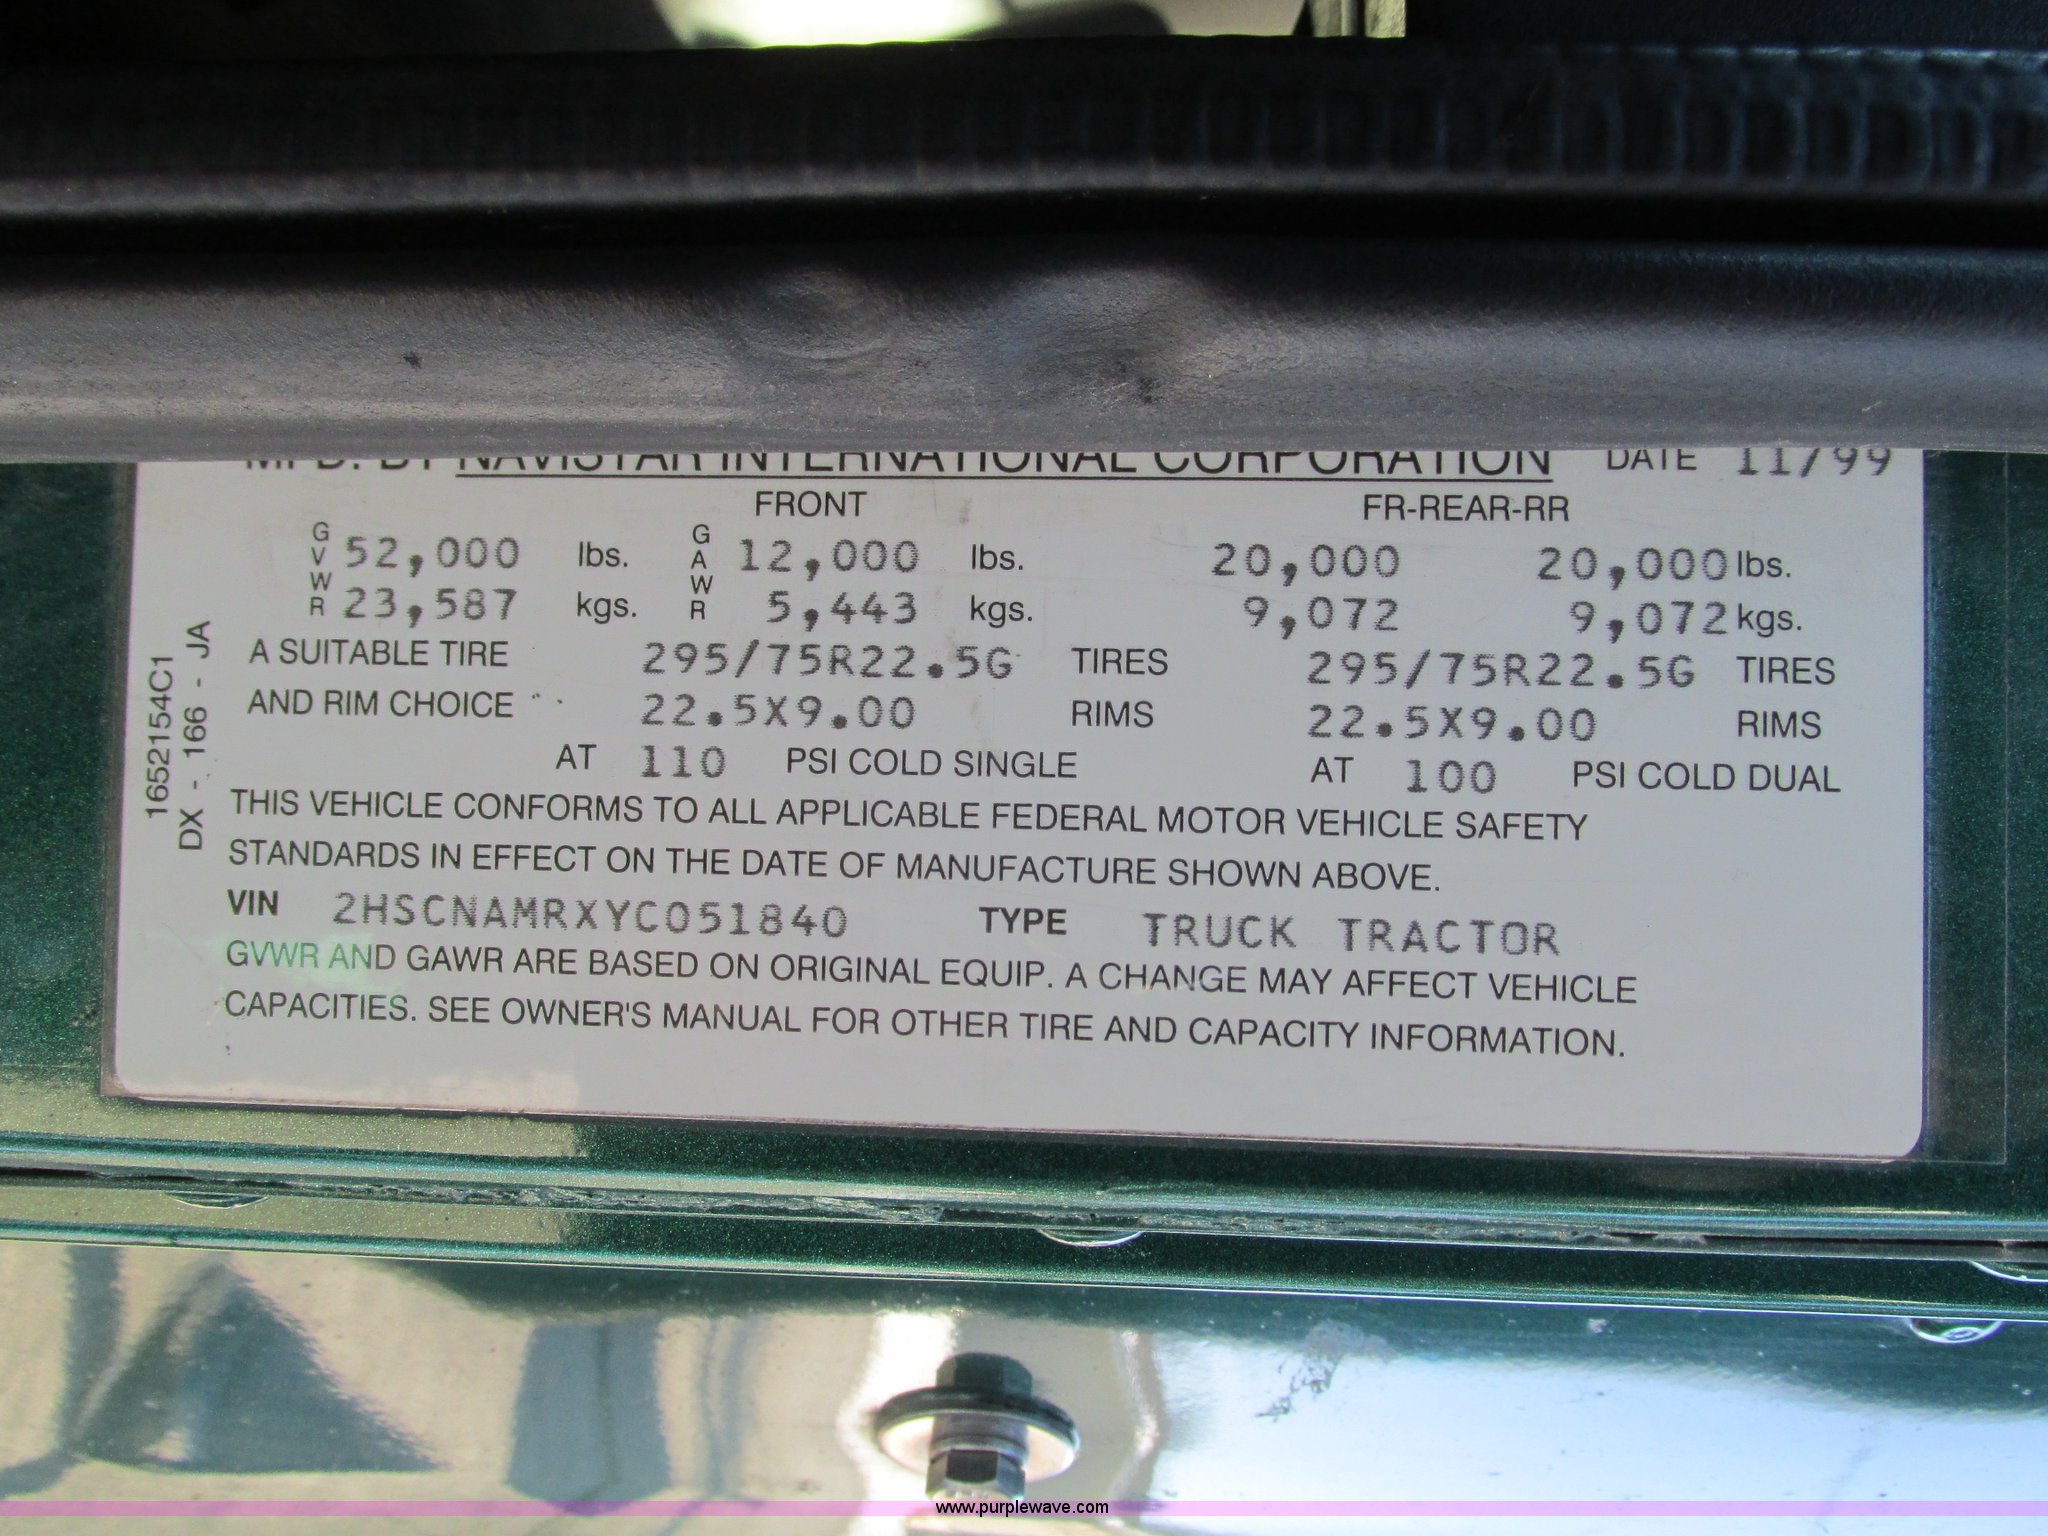 MFD. BY NAVISTAR INTERNATIONAL CORPORATION DATE 11/99
FRONT FR-REAR-RR
GVWR 52,000 lbs. GAWR 12,000 lbs. 20,000 20,000 lbs.
23,587 kgs. 5,443 kgs. 9,072 9,072 kgs.
A SUITABLE TIRE 295/75R22.5G TIRES 295/75R22.5G TIRES
AND RIM CHOICE 22.5X9.00 RIMS 22.5X9.00 RIMS
AT 110 PSI COLD SINGLE AT 100 PSI COLD DUAL
THIS VEHICLE CONFORMS TO ALL APPLICABLE FEDERAL MOTOR VEHICLE SAFETY
STANDARDS IN EFFECT ON THE DATE OF MANUFACTURE SHOWN ABOVE.
VIN 2HSCNAMRXYC051840 TYPE TRUCK TRACTOR
GVWR AND GAWR ARE BASED ON ORIGINAL EQUIP. A CHANGE MAY AFFECT VEHICLE
CAPACITIES. SEE OWNER'S MANUAL FOR OTHER TIRE AND CAPACITY INFORMATION.
1652154C1
DX - 166 - JA
www.purplewave.com